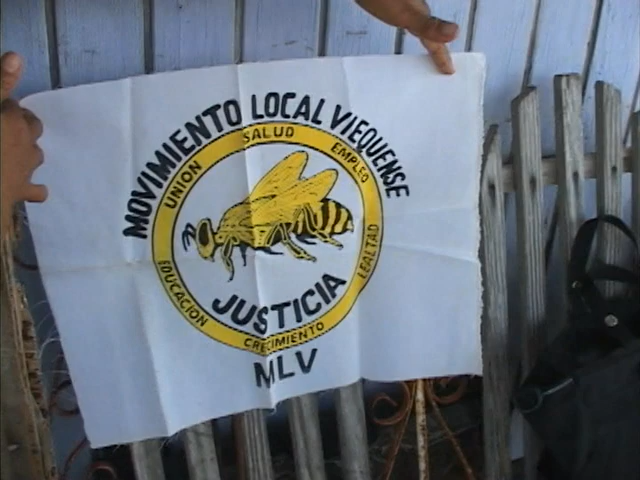 MOVIMIENTO LOCAL VIEQUENSE
UNION SALUD EMPLEO
EDUCACION CRECIMIENTO LEALTAD
JUSTICIA
MLV